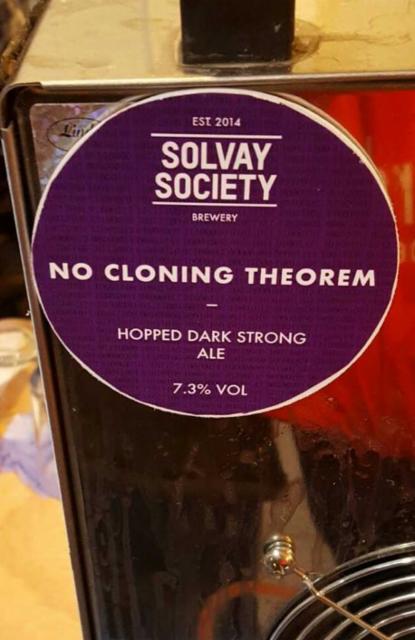 EST. 2014
SOLVAY
SOCIETY
BREWERY
NO CLONING THEOREM
–
HOPPED DARK STRONG
ALE
7.3% VOL